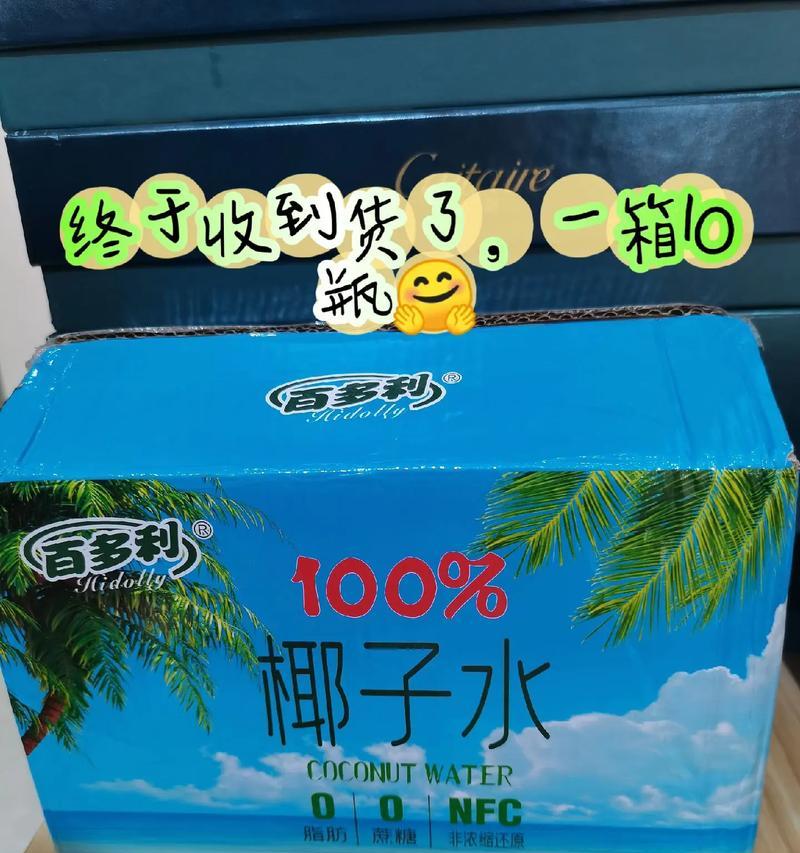 终于收到货了,一箱10
瓶
百多利®
Hidolly
百多利®
Hidolly
100%
椰子水
COCONUT WATER
0 0 NFC
脂肪 蔗糖 非浓缩还原